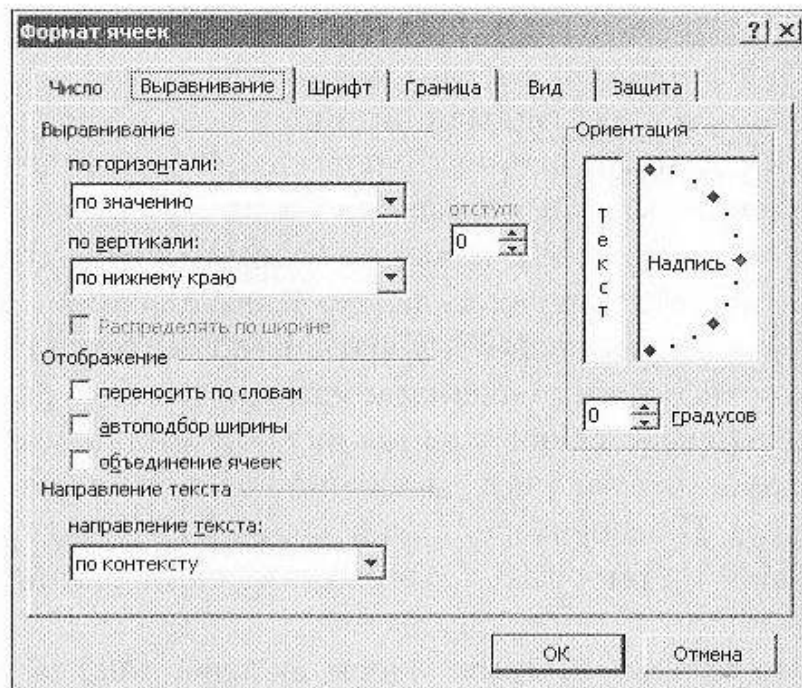 Формат ячеек
Число Выравнивание Шрифт Граница Вид Защита
Выравнивание
по горизонтали:
по значению
отступ:
0
по вертикали:
по нижнему краю
Распределять по ширине
Отображение
переносить по словам
автоподбор ширины
объединение ячеек
Направление текста
направление текста:
по контексту
Ориентация
Текст
Надпись
0 градусов
ОК Отмена